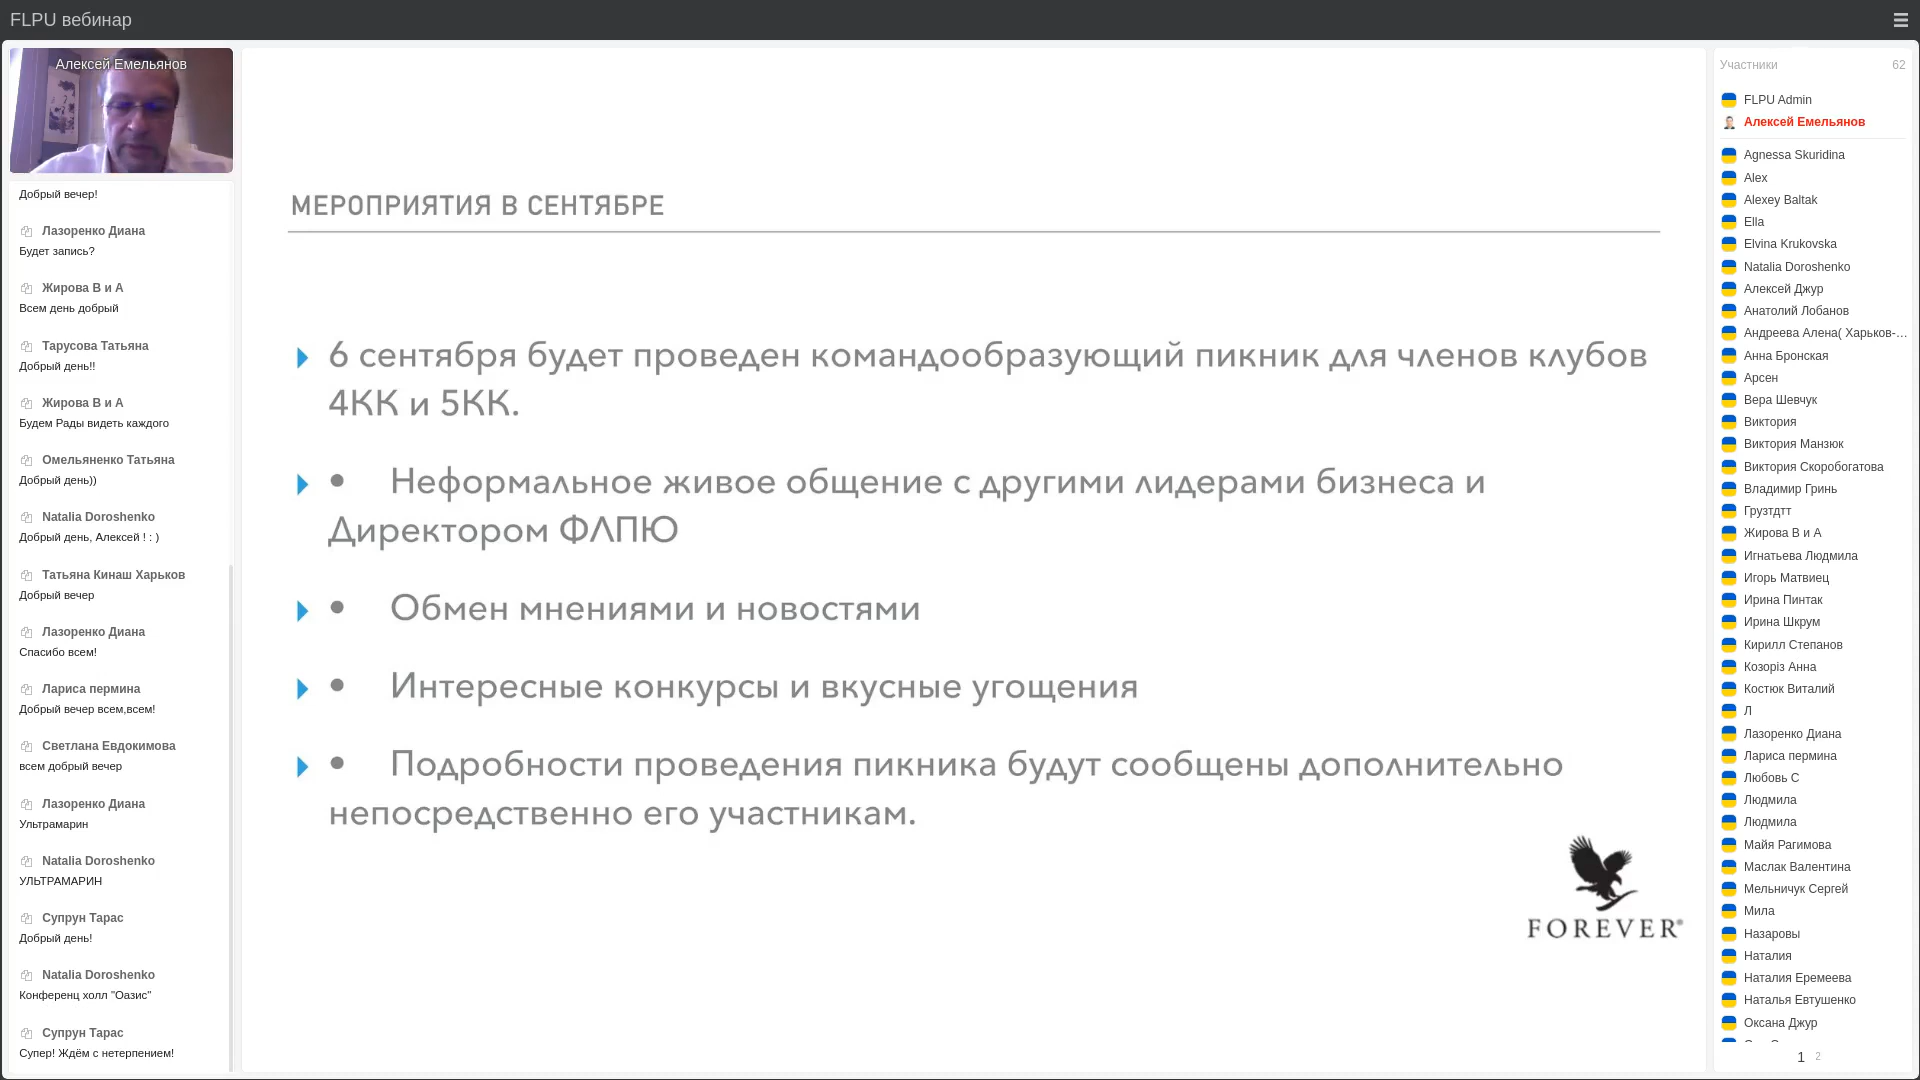 FLPU вебинар
Алексей Емельянов
Добрый вечер!
Лазоренко Диана
Будет запись?
Жирова В и А
Всем день добрый
Тарусова Татьяна
Добрый день!!
Жирова В и А
Будем Рады видеть каждого
Омельяненко Татьяна
Добрый день))
Natalia Doroshenko
Добрый день, Алексей ! : )
Татьяна Кинаш Харьков
Добрый вечер
Лазоренко Диана
Спасибо всем!
Лариса пермина
Добрый вечер всем,всем!
Светлана Евдокимова
всем добрый вечер
Лазоренко Диана
Ультрамарин
Natalia Doroshenko
УЛЬТРАМАРИН
Супрун Тарас
Добрый день!
Natalia Doroshenko
Конференц холл "Оазис"
Супрун Тарас
Супер! Ждём с нетерпением!
МЕРОПРИЯТИЯ В СЕНТЯБРЕ
6 сентября будет проведен командообразующий пикник для членов клубов
4КК и 5КК.
• Неформальное живое общение с другими лидерами бизнеса и
Директором ФЛПЮ
• Обмен мнениями и новостями
• Интересные конкурсы и вкусные угощения
• Подробности проведения пикника будут сообщены дополнительно
непосредственно его участникам.
FOREVER®
Участники 62
FLPU Admin
Алексей Емельянов
Agnessa Skuridina
Alex
Alexey Baltak
Ella
Elvina Krukovska
Natalia Doroshenko
Алексей Джур
Анатолий Лобанов
Андреева Алена( Харьков-...
Анна Бронская
Арсен
Вера Шевчук
Виктория
Виктория Манзюк
Виктория Скоробогатова
Владимир Гринь
Грузтдтт
Жирова В и А
Игнатьева Людмила
Игорь Матвиец
Ирина Пинтак
Ирина Шкрум
Кирилл Степанов
Козоріз Анна
Костюк Виталий
Л
Лазоренко Диана
Лариса пермина
Любовь С
Людмила
Людмила
Майя Рагимова
Маслак Валентина
Мельничук Сергей
Мила
Назаровы
Наталия
Наталия Еремеева
Наталья Евтушенко
Оксана Джур
1 2